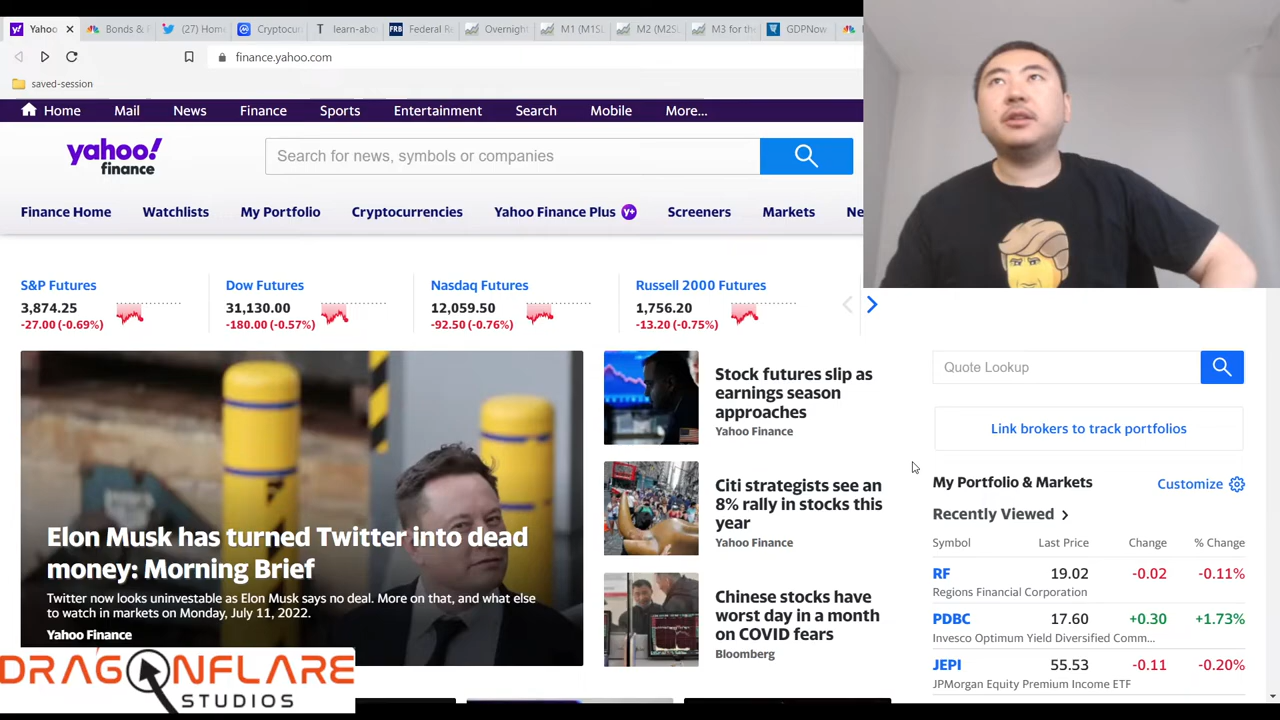 Yahoo
Bonds &
(27) Hom
Cryptocur
learn-abo
FRB
Federal Re
Overnigh
M1 (M1SL
M2 (M2SL
M3 for the
GDPNow
finance.yahoo.com
saved-session
Home
Mail
News
Finance
Sports
Entertainment
Search
Mobile
More...
yahoo!
finance
Search for news, symbols or companies
Finance Home
Watchlists
My Portfolio
Cryptocurrencies
Yahoo Finance Plus
y+
Screeners
Markets
Ne
S&P Futures
3,874.25
-27.00 (-0.69%)
Dow Futures
31,130.00
-180.00 (-0.57%)
Nasdaq Futures
12,059.50
-92.50 (-0.76%)
Russell 2000 Futures
1,756.20
-13.20 (-0.75%)
Elon Musk has turned Twitter into dead
money: Morning Brief
Twitter now looks uninvestable as Elon Musk says no deal. More on that, and what else
to watch in markets on Monday, July 11, 2022.
Yahoo Finance
Stock futures slip as
earnings season
approaches
Yahoo Finance
Citi strategists see an
8% rally in stocks this
year
Yahoo Finance
Chinese stocks have
worst day in a month
on COVID fears
Bloomberg
Quote Lookup
Link brokers to track portfolios
My Portfolio & Markets
Customize
Recently Viewed
Symbol Last Price Change % Change
RF 19.02 -0.02 -0.11%
Regions Financial Corporation
PDBC 17.60 +0.30 +1.73%
Invesco Optimum Yield Diversified Comm...
JEPI 55.53 -0.11 -0.20%
JPMorgan Equity Premium Income ETF
DRAGONFLARE
STUDIOS